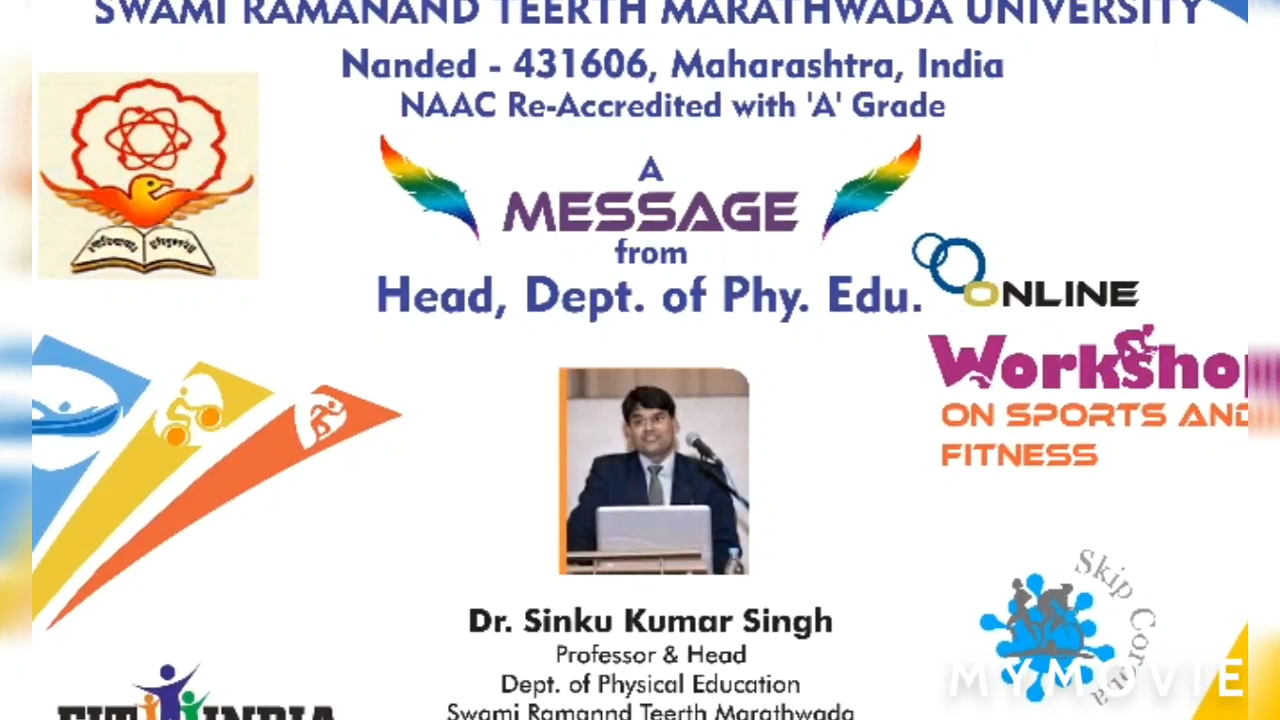 SWAMI RAMANAND TEERTH MARATHWADA UNIVERSITY
Nanded - 431606, Maharashtra, India
NAAC Re-Accredited with 'A' Grade
A
MESSAGE
from
Head, Dept. of Phy. Edu.
ONLINE
Worksho
ON SPORTS AND
FITNESS
Dr. Sinku Kumar Singh
Professor & Head
Dept. of Physical Education
Swami Ramannd Teerth Marathwada
Skip Corona
FIT INDIA
MYMOVIE